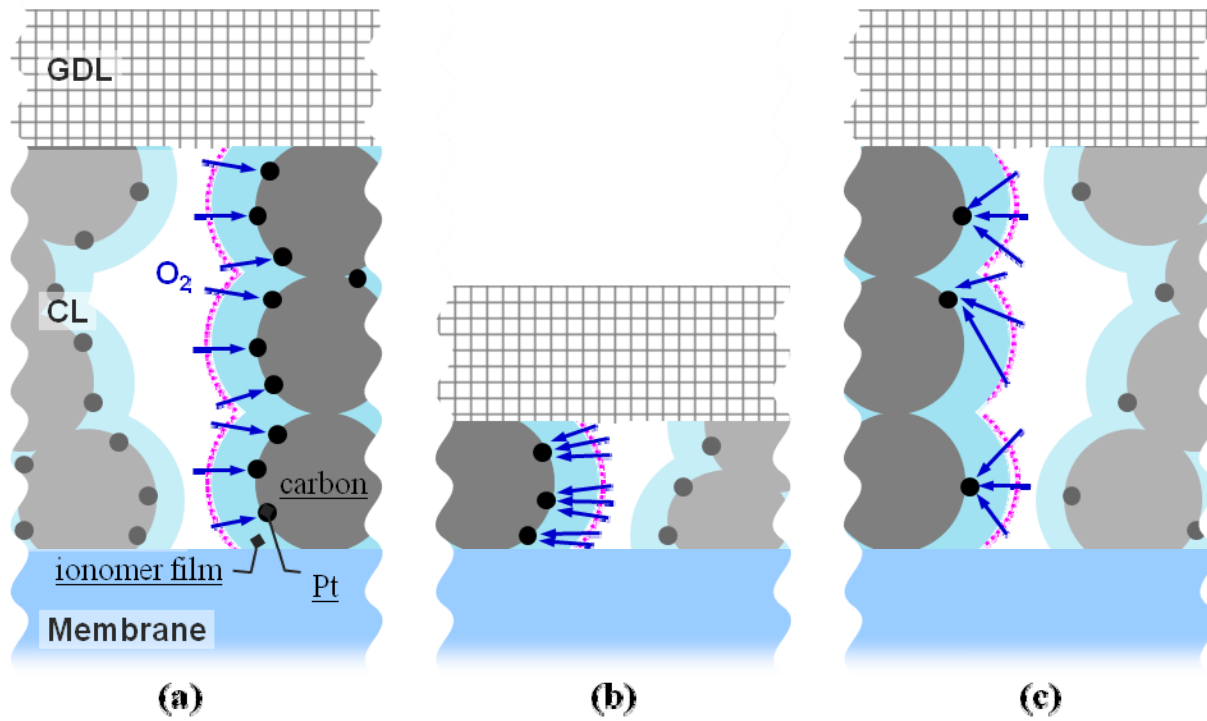 GDL
O2
CL
carbon
ionomer film
Pt
Membrane
(a)
(b)
(c)